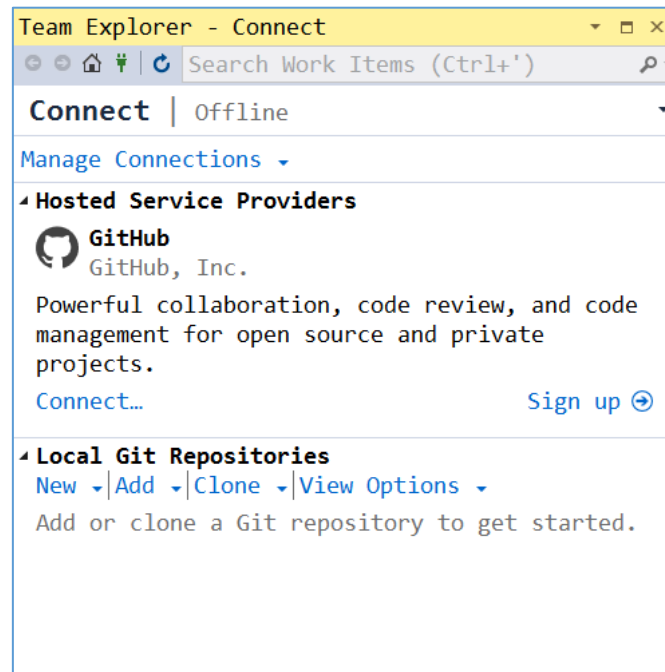 Team Explorer - Connect
Search Work Items (Ctrl+')
Connect | Offline
Manage Connections
Hosted Service Providers
GitHub
GitHub, Inc.
Powerful collaboration, code review, and code
management for open source and private
projects.
Connect… Sign up
Local Git Repositories
New | Add | Clone | View Options
Add or clone a Git repository to get started.